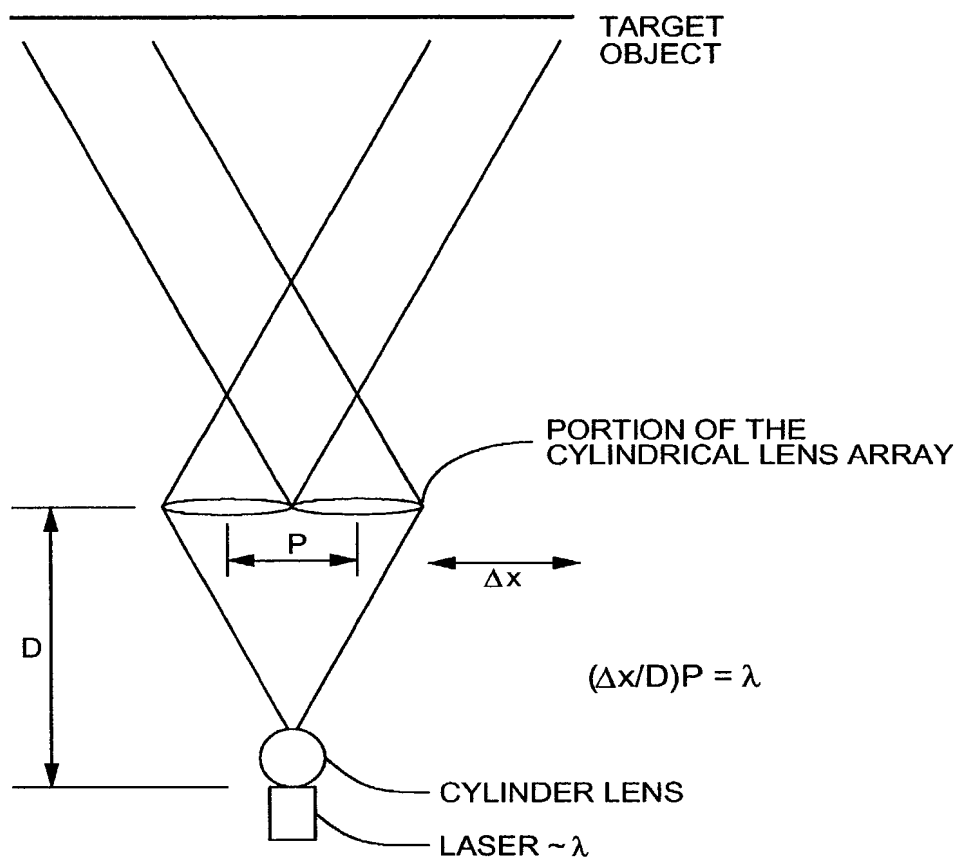 TARGET
OBJECT
PORTION OF THE
CYLINDRICAL LENS ARRAY
P
Δx
D
(Δx/D)P = λ
CYLINDER LENS
LASER ~ λ